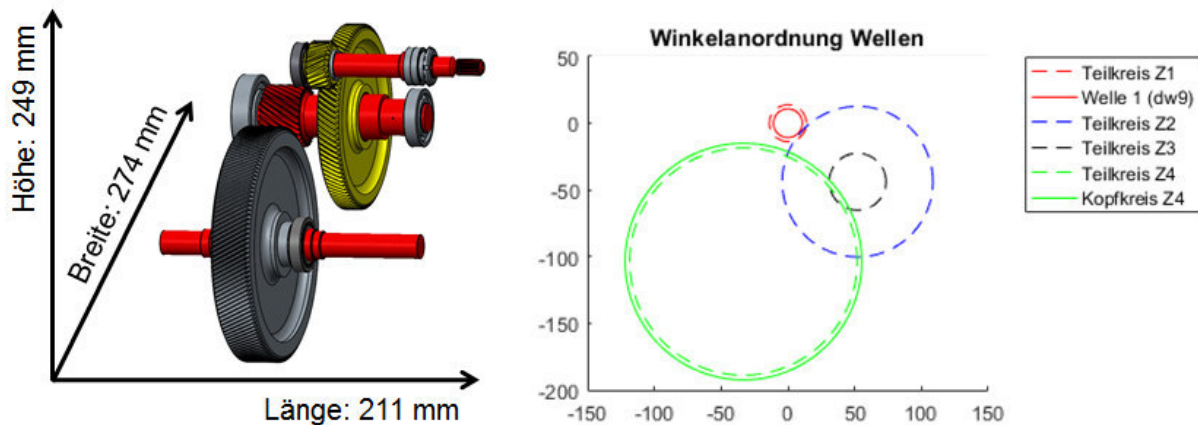 Höhe: 249 mm
Breite: 274 mm
Länge: 211 mm
Winkelanordnung Wellen
50
0
-50
-100
-150
-200
-150
-100
-50
0
50
100
150
Teilkreis Z1
Welle 1 (dw9)
Teilkreis Z2
Teilkreis Z3
Teilkreis Z4
Kopfkreis Z4